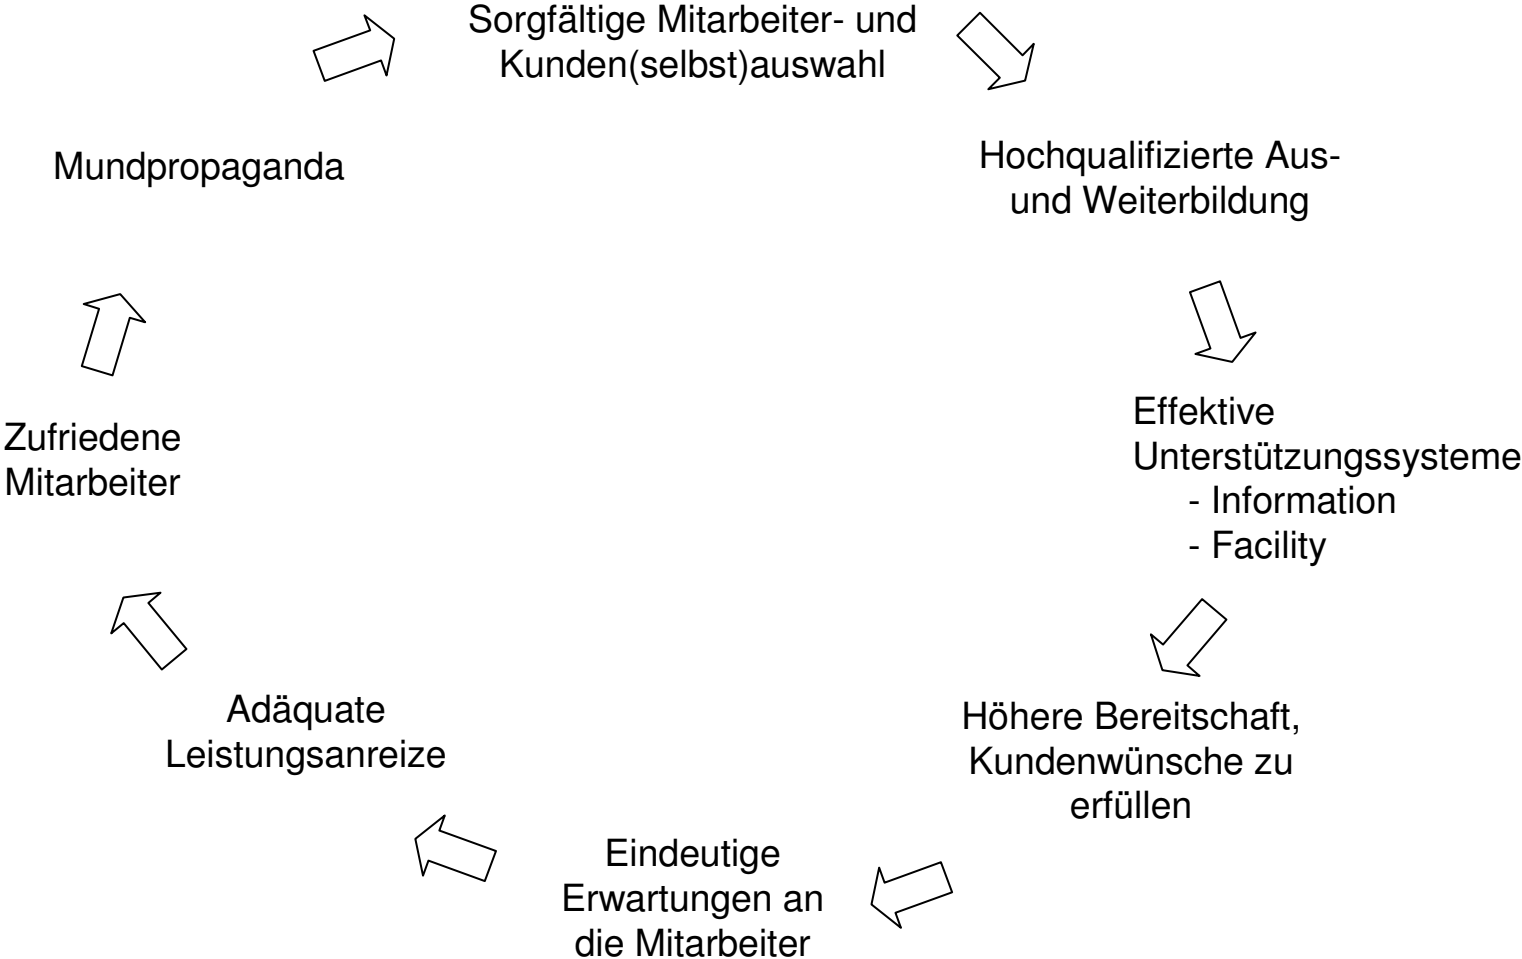 Sorgfältige Mitarbeiter- und
Kunden(selbst)auswahl
Hochqualifizierte Aus-
und Weiterbildung
Effektive
Unterstützungssysteme
- Information
- Facility
Höhere Bereitschaft,
Kundenwünsche zu
erfüllen
Eindeutige
Erwartungen an
die Mitarbeiter
Adäquate
Leistungsanreize
Zufriedene
Mitarbeiter
Mundpropaganda